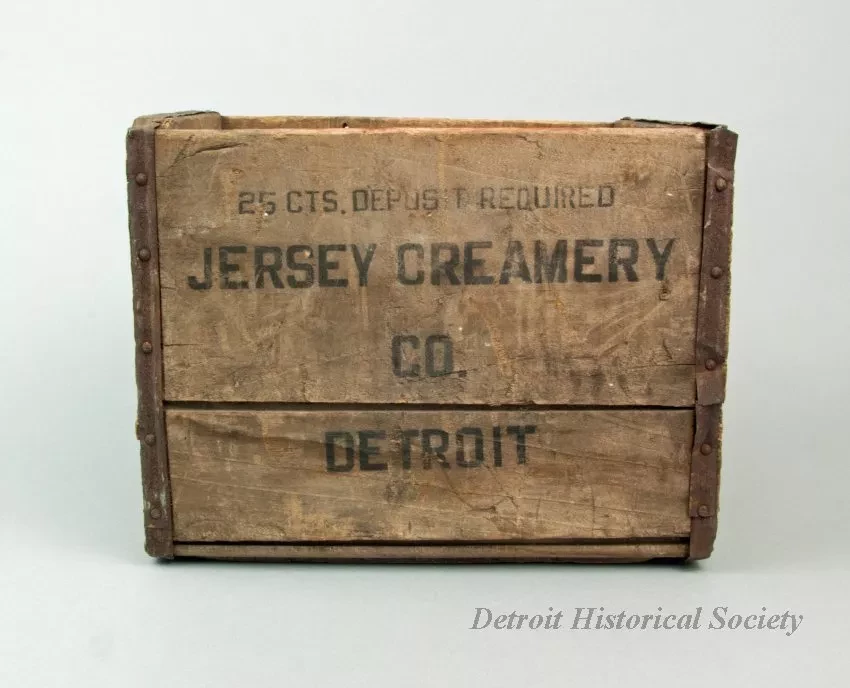 25 CTS. DEPOSIT REQUIRED
JERSEY CREAMERY
CO.
DETROIT
Detroit Historical Society